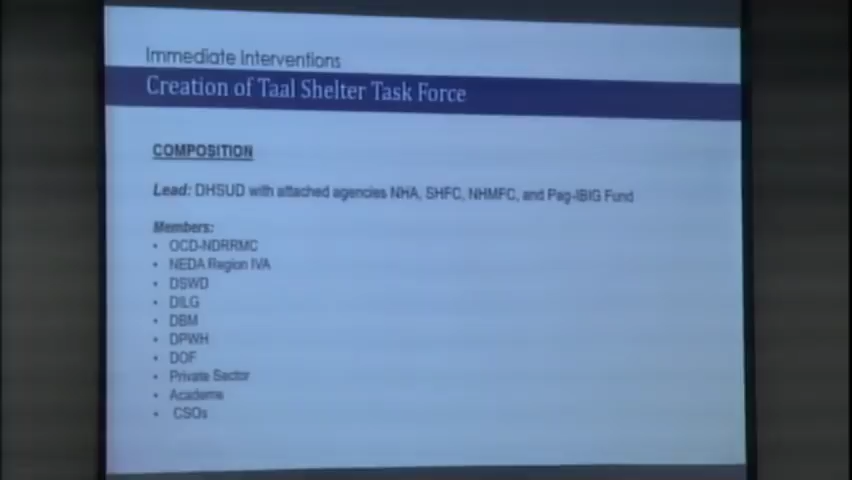 Immediate Interventions
Creation of Taal Shelter Task Force
COMPOSITION
Lead: DHSUD with attached agencies NHA, SHFC, NHMFC, and Pag-IBIG Fund
Members:
• OCD-NDRRMC
• NEDA Region IVA
• DSWD
• DILG
• DBM
• DPWH
• DOF
• Private Sector
• Academe
• CSOs